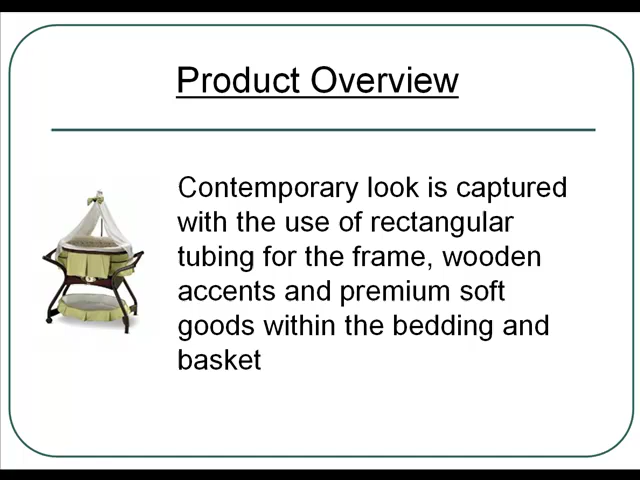 Product Overview
Contemporary look is captured
with the use of rectangular
tubing for the frame, wooden
accents and premium soft
goods within the bedding and
basket